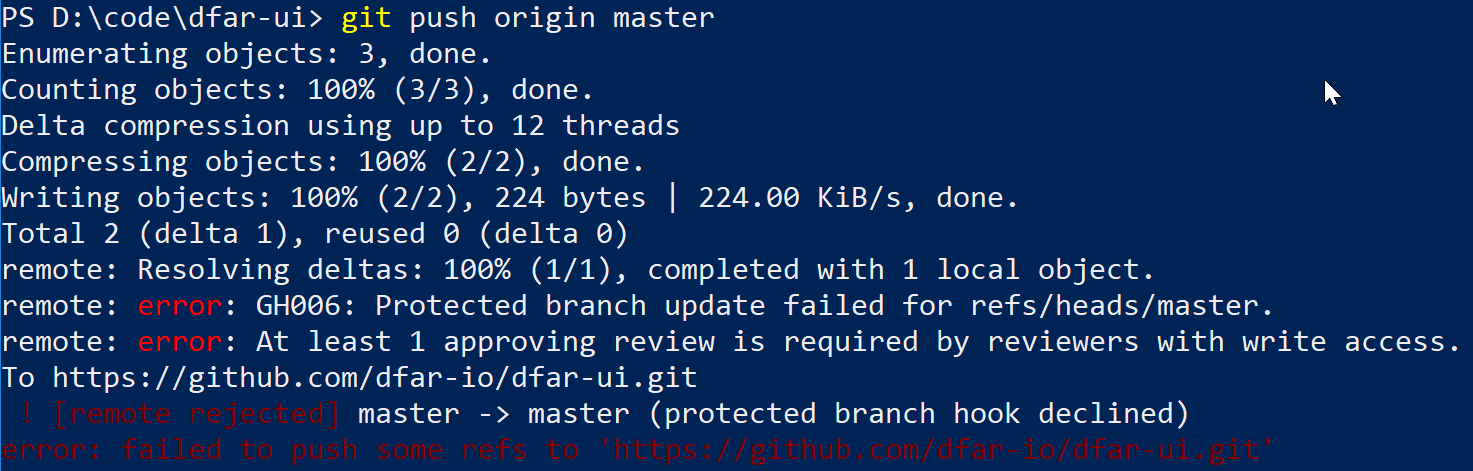 PS D:\code\dfar-ui> git push origin master
Enumerating objects: 3, done.
Counting objects: 100% (3/3), done.
Delta compression using up to 12 threads
Compressing objects: 100% (2/2), done.
Writing objects: 100% (2/2), 224 bytes | 224.00 KiB/s, done.
Total 2 (delta 1), reused 0 (delta 0)
remote: Resolving deltas: 100% (1/1), completed with 1 local object.
remote: error: GH006: Protected branch update failed for refs/heads/master.
remote: error: At least 1 approving review is required by reviewers with write access.
To https://github.com/dfar-io/dfar-ui.git
 ! [remote rejected] master -> master (protected branch hook declined)
error: failed to push some refs to 'https://github.com/dfar-io/dfar-ui.git'